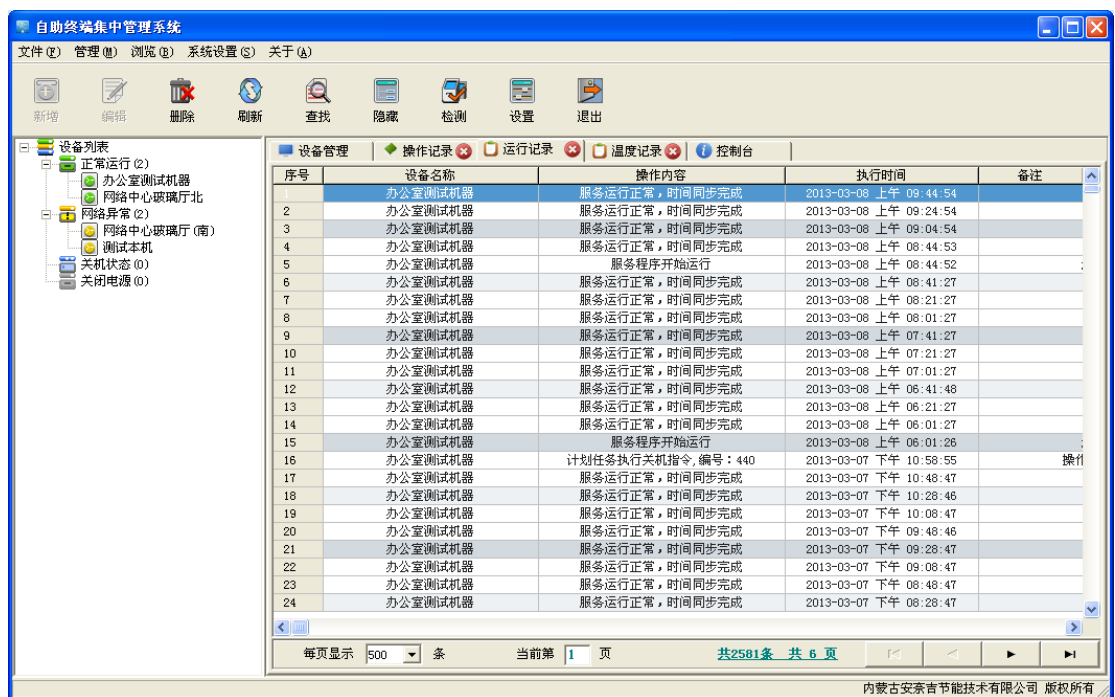 自助终端集中管理系统
文件(F) 管理(M) 浏览(B) 系统设置(S) 关于(A)
新增 编辑 删除 刷新 查找 隐藏 检测 设置 退出
设备列表
正常运行(2)
办公室测试机器
网络中心玻璃厅北
网络异常(2)
网络中心玻璃厅(南)
测试本机
关机状态(0)
关闭电源(0)
设备管理 操作记录 运行记录 温度记录 控制台
序号 设备名称 操作内容 执行时间 备注
1 办公室测试机器 服务运行正常,时间同步完成 2013-03-08 上午 09:44:54
2 办公室测试机器 服务运行正常,时间同步完成 2013-03-08 上午 09:24:54
3 办公室测试机器 服务运行正常,时间同步完成 2013-03-08 上午 09:04:54
4 办公室测试机器 服务运行正常,时间同步完成 2013-03-08 上午 08:44:53
5 办公室测试机器 服务程序开始运行 2013-03-08 上午 08:44:52
6 办公室测试机器 服务运行正常,时间同步完成 2013-03-08 上午 08:41:27
7 办公室测试机器 服务运行正常,时间同步完成 2013-03-08 上午 08:21:27
8 办公室测试机器 服务运行正常,时间同步完成 2013-03-08 上午 08:01:27
9 办公室测试机器 服务运行正常,时间同步完成 2013-03-08 上午 07:41:27
10 办公室测试机器 服务运行正常,时间同步完成 2013-03-08 上午 07:21:27
11 办公室测试机器 服务运行正常,时间同步完成 2013-03-08 上午 07:01:27
12 办公室测试机器 服务运行正常,时间同步完成 2013-03-08 上午 06:41:48
13 办公室测试机器 服务运行正常,时间同步完成 2013-03-08 上午 06:21:27
14 办公室测试机器 服务运行正常,时间同步完成 2013-03-08 上午 06:01:27
15 办公室测试机器 服务程序开始运行 2013-03-08 上午 06:01:26
16 办公室测试机器 计划任务执行关机指令,编号:440 2013-03-07 下午 10:58:55 操作
17 办公室测试机器 服务运行正常,时间同步完成 2013-03-07 下午 10:48:47
18 办公室测试机器 服务运行正常,时间同步完成 2013-03-07 下午 10:28:46
19 办公室测试机器 服务运行正常,时间同步完成 2013-03-07 下午 10:08:47
20 办公室测试机器 服务运行正常,时间同步完成 2013-03-07 下午 09:48:46
21 办公室测试机器 服务运行正常,时间同步完成 2013-03-07 下午 09:28:47
22 办公室测试机器 服务运行正常,时间同步完成 2013-03-07 下午 09:08:47
23 办公室测试机器 服务运行正常,时间同步完成 2013-03-07 下午 08:48:47
24 办公室测试机器 服务运行正常,时间同步完成 2013-03-07 下午 08:28:47
每页显示 500 条 当前第 1 页 共2581条 共 6 页
内蒙古安奈吉节能技术有限公司 版权所有